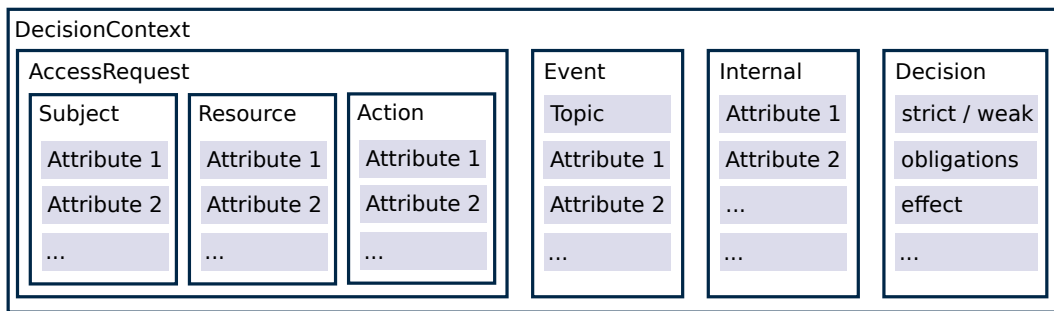 DecisionContext
AccessRequest
Subject
Attribute 1
Attribute 2
...
Resource
Attribute 1
Attribute 2
...
Action
Attribute 1
Attribute 2
...
Event
Topic
Attribute 1
Attribute 2
...
Internal
Attribute 1
Attribute 2
...
...
Decision
strict / weak
obligations
effect
...